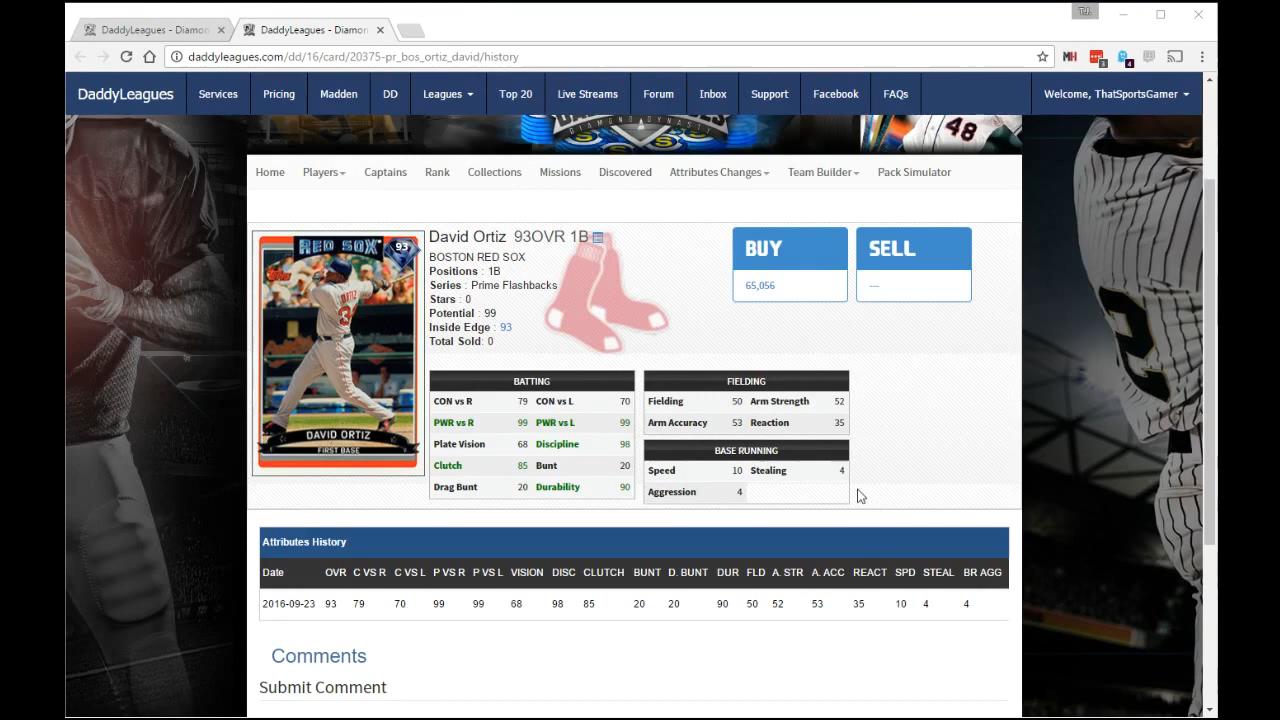 DaddyLeagues - Diamon
DaddyLeagues - Diamon
daddyleagues.com/dd/16/card/20375-pr_bos_ortiz_david/history
DaddyLeagues Services Pricing Madden DD Leagues Top 20 Live Streams Forum Inbox Support Facebook FAQs Welcome, ThatSportsGamer
DIAMOND DYNASTY
48
Home Players Captains Rank Collections Missions Discovered Attributes Changes Team Builder Pack Simulator
RED SOX 93
Topps
ORTIZ
DAVID ORTIZ
FIRST BASE
David Ortiz 93OVR 1B
BOSTON RED SOX
Positions : 1B
Series : Prime Flashbacks
Stars : 0
Potential : 99
Inside Edge : 93
Total Sold: 0
BUY
65,056
SELL
---
BATTING
CON vs R 79 CON vs L 70
PWR vs R 99 PWR vs L 99
Plate Vision 68 Discipline 98
Clutch 85 Bunt 20
Drag Bunt 20 Durability 90
FIELDING
Fielding 50 Arm Strength 52
Arm Accuracy 53 Reaction 35
BASE RUNNING
Speed 10 Stealing 4
Aggression 4
2
Attributes History
Date OVR C VS R C VS L P VS R P VS L VISION DISC CLUTCH BUNT D. BUNT DUR FLD A. STR A. ACC REACT SPD STEAL BR AGG
2016-09-23 93 79 70 99 99 68 98 85 20 20 90 50 52 53 35 10 4 4
Comments
Submit Comment